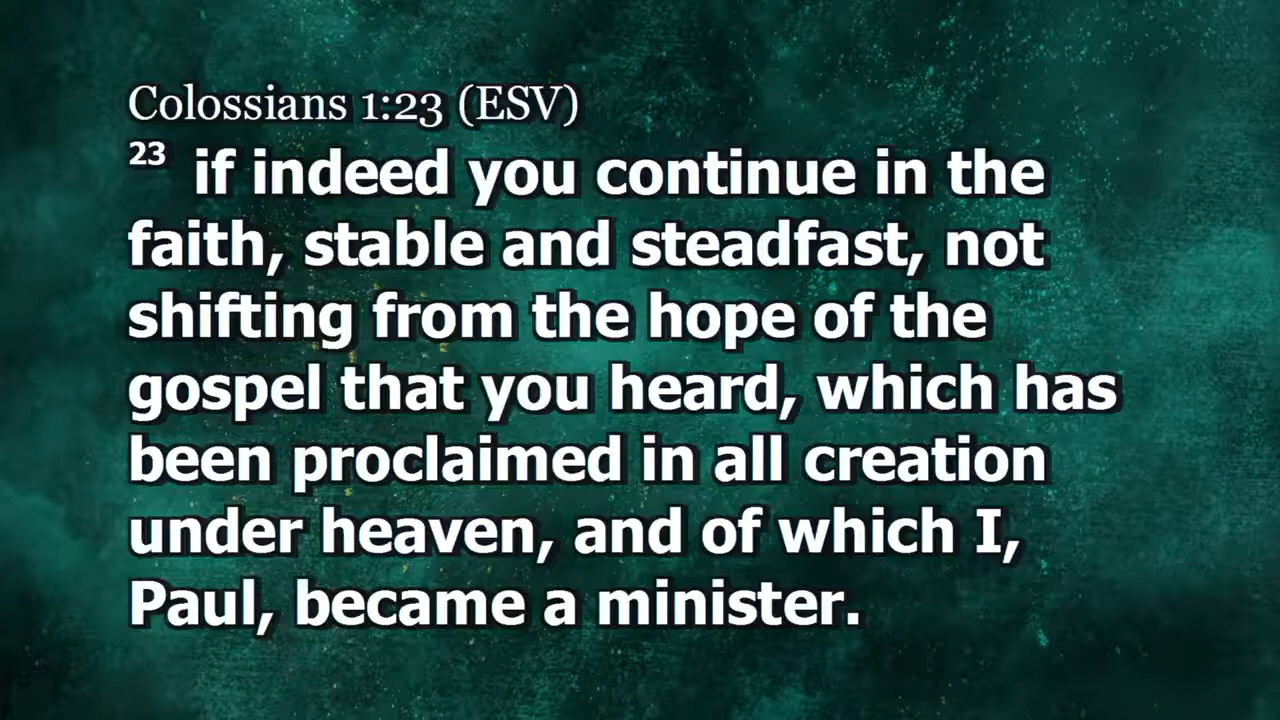 Colossians 1:23 (ESV)
23 if indeed you continue in the
faith, stable and steadfast, not
shifting from the hope of the
gospel that you heard, which has
been proclaimed in all creation
under heaven, and of which I,
Paul, became a minister.